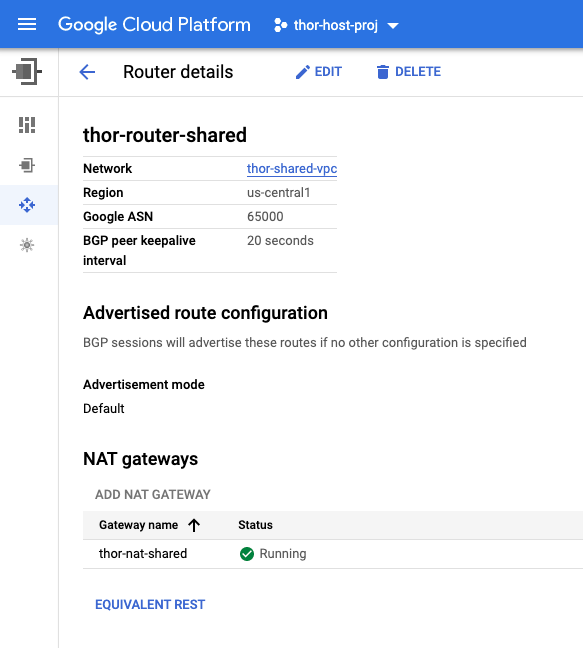 Google Cloud Platform thor-host-proj
Router details EDIT DELETE
thor-router-shared
Network thor-shared-vpc
Region us-central1
Google ASN 65000
BGP peer keepalive 20 seconds
interval
Advertised route configuration
BGP sessions will advertise these routes if no other configuration is specified
Advertisement mode
Default
NAT gateways
ADD NAT GATEWAY
Gateway name Status
thor-nat-shared Running
EQUIVALENT REST